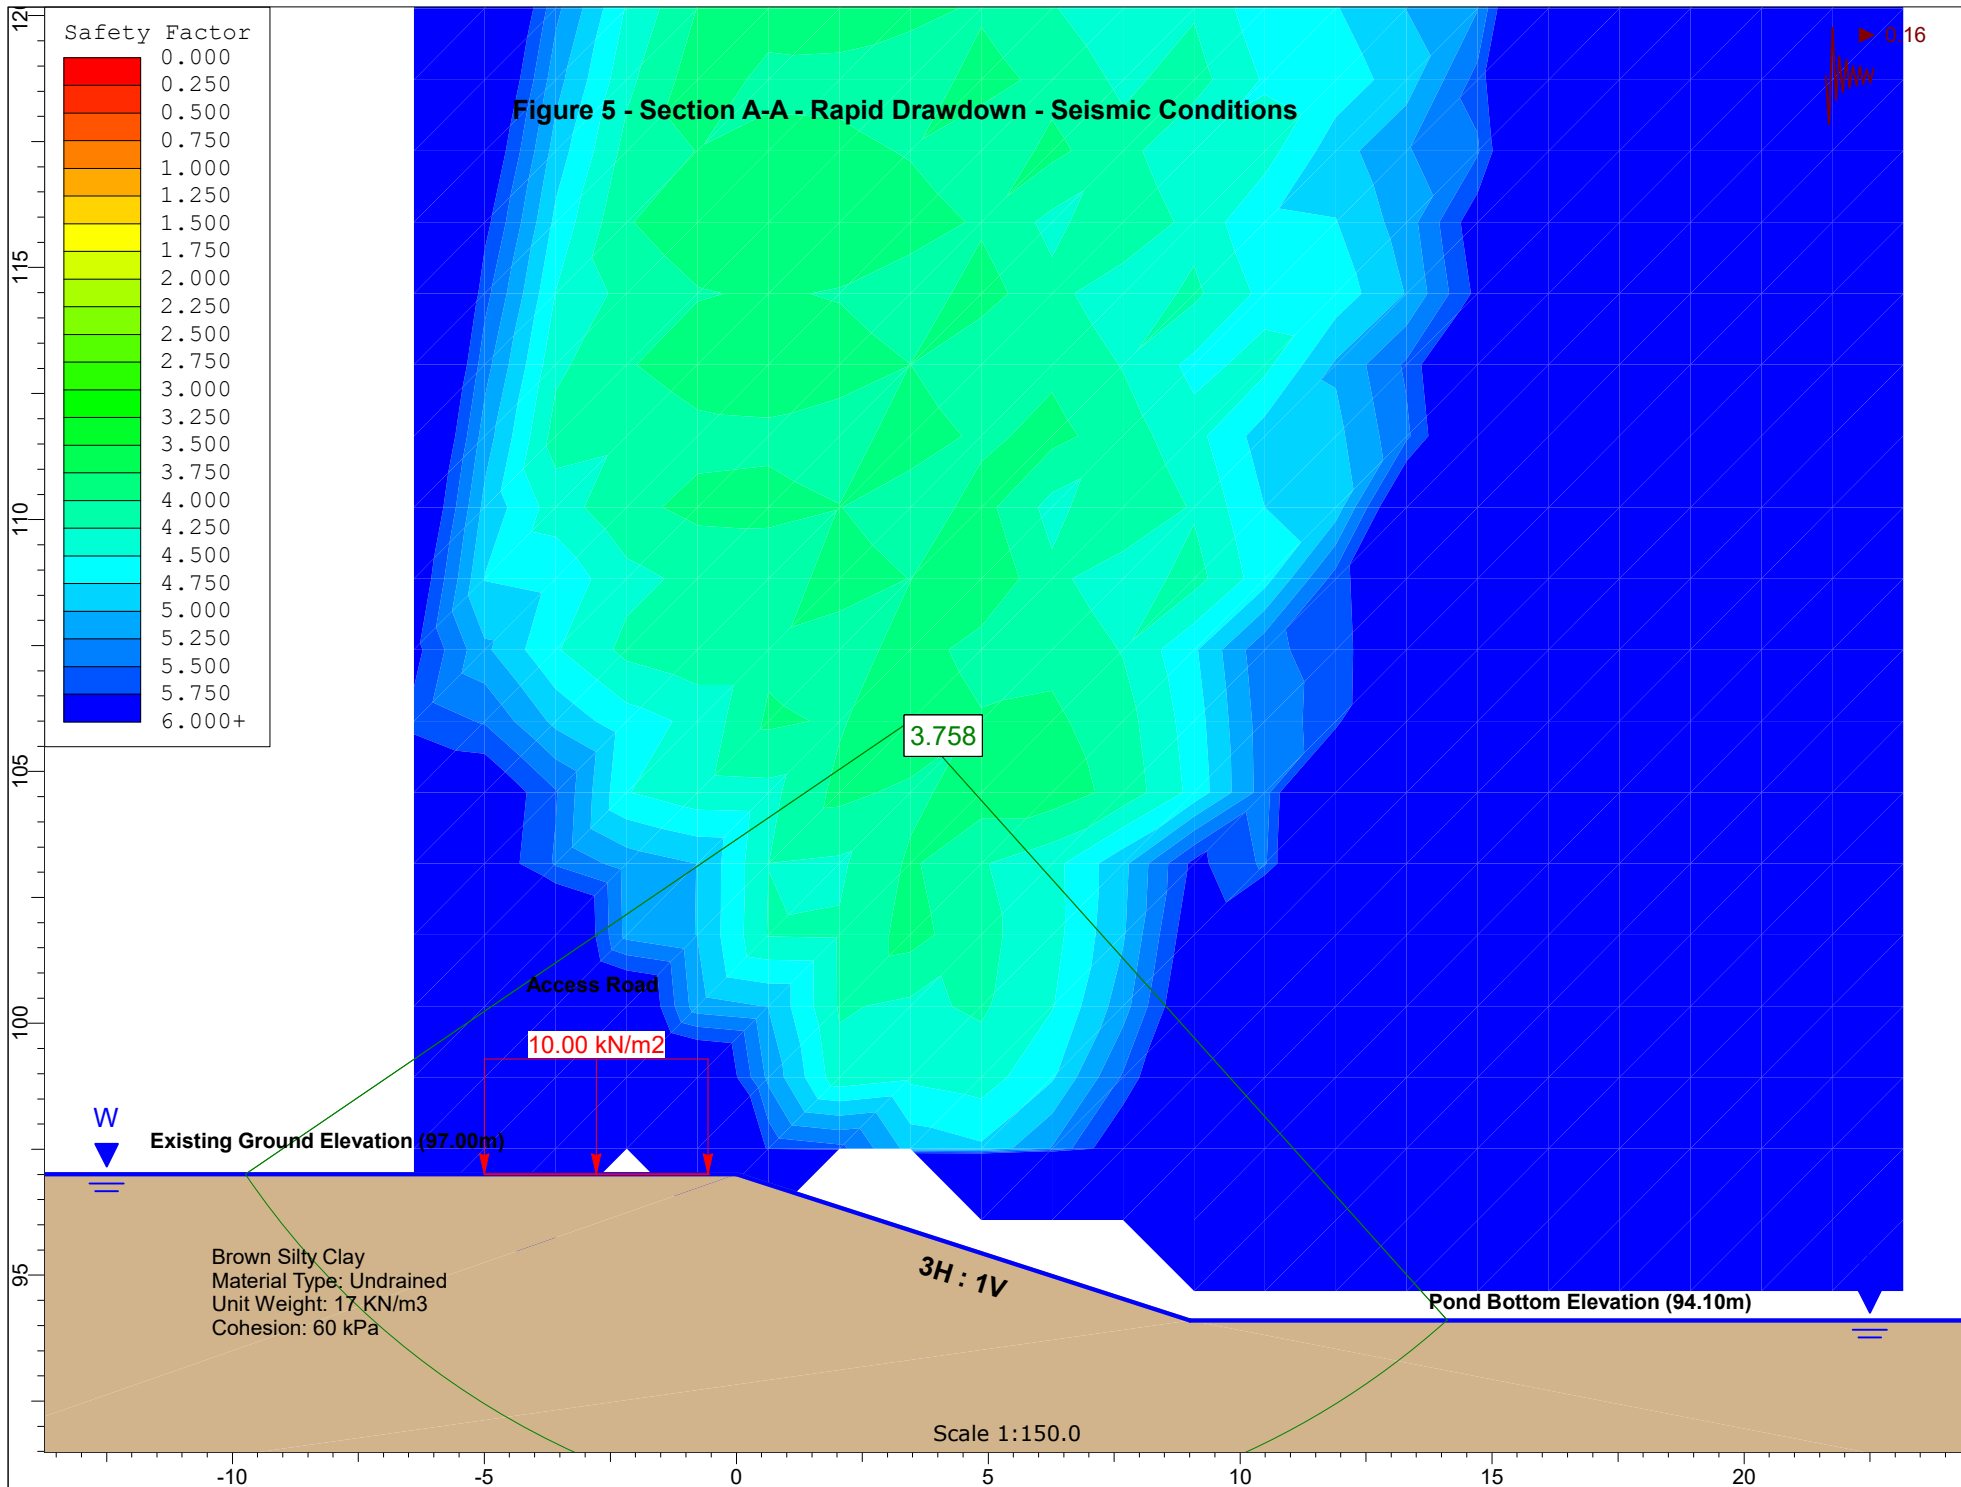 Safety Factor
0.000
0.250
0.500
0.750
1.000
1.250
1.500
1.750
2.000
2.250
2.500
2.750
3.000
3.250
3.500
3.750
4.000
4.250
4.500
4.750
5.000
5.250
5.500
5.750
6.000+
0.16
Figure 5 - Section A-A - Rapid Drawdown - Seismic Conditions
3.758
Access Road
10.00 kN/m2
W
Existing Ground Elevation (97.00m)
Brown Silty Clay
Material Type: Undrained
Unit Weight: 17 KN/m3
Cohesion: 60 kPa
3H : 1V
Pond Bottom Elevation (94.10m)
Scale 1:150.0
120
115
110
105
100
95
-10 -5 0 5 10 15 20